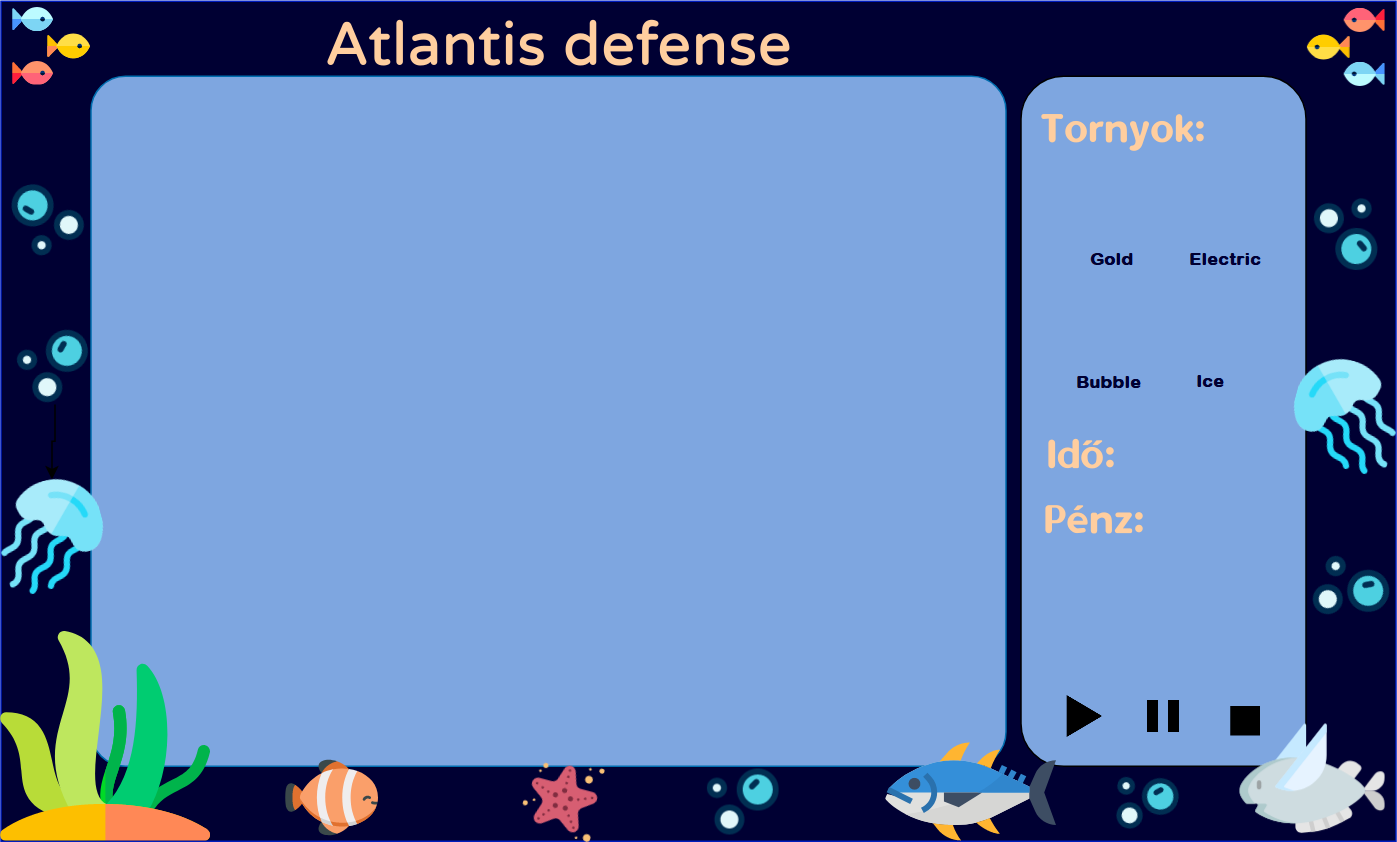 Atlantis defense
Tornyok:
Gold Electric
Bubble Ice
Idő:
Pénz: